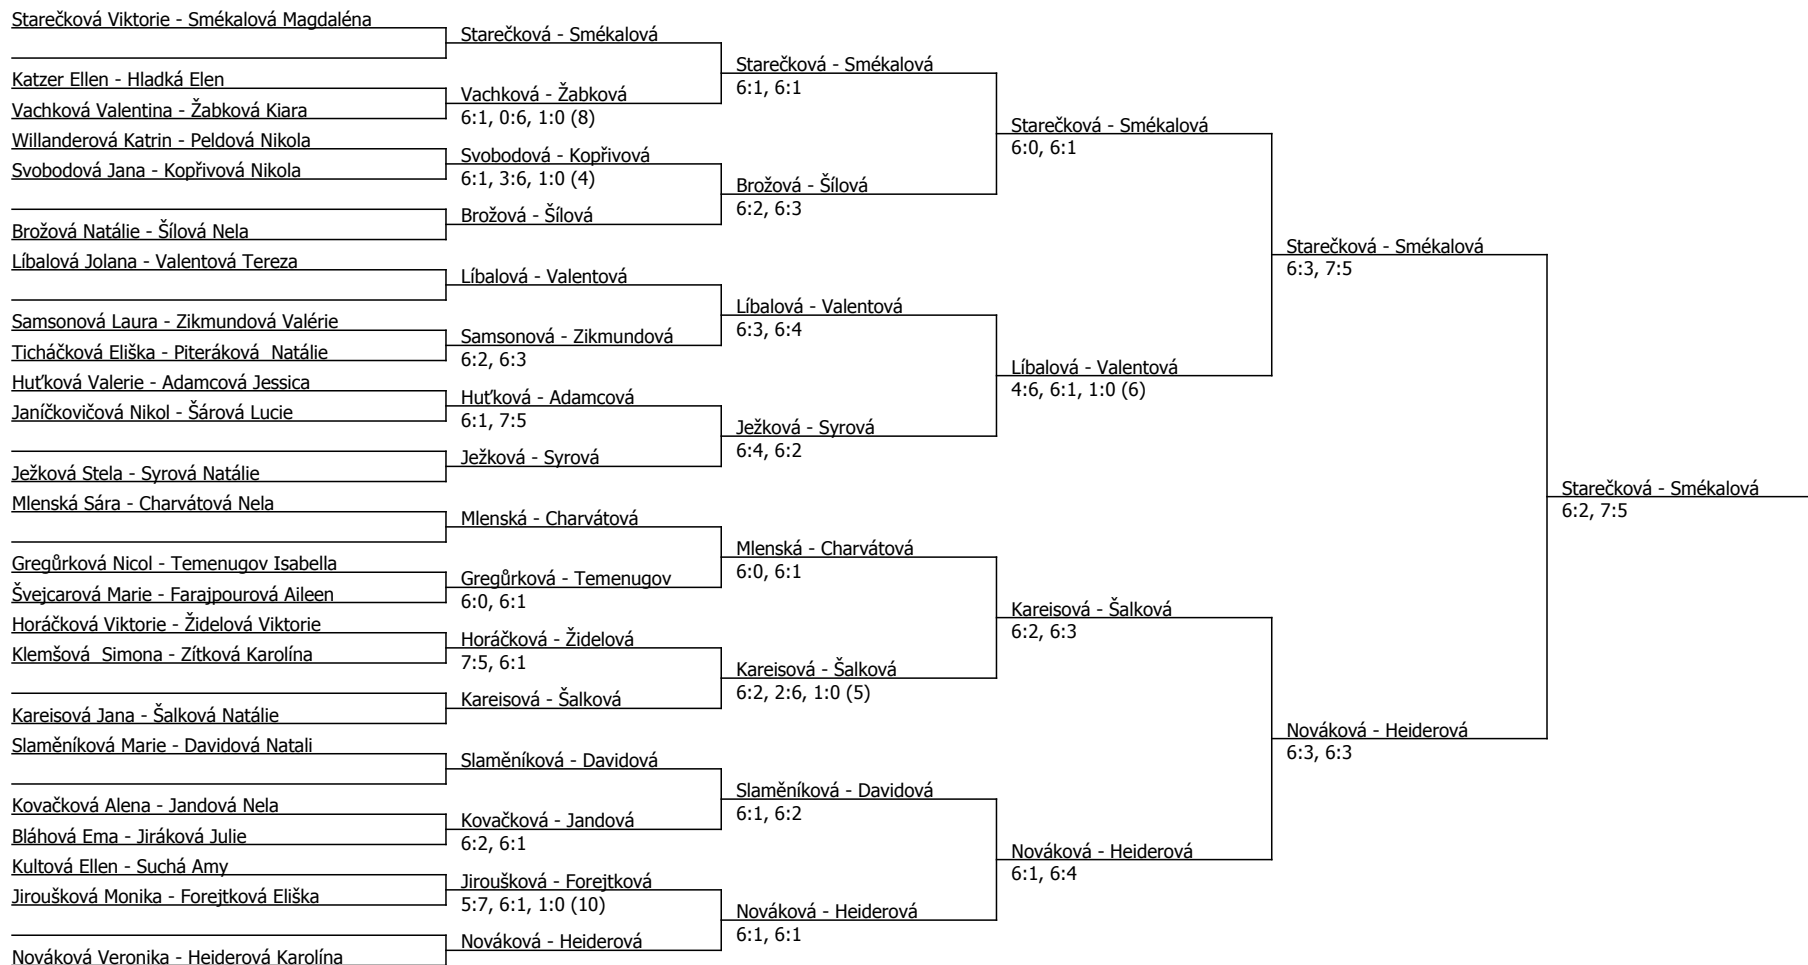 Starečková Viktorie - Smékalová Magdaléna
Katzer Ellen - Hladká Elen
Vachková Valentina - Žabková Kiara
Willanderová Katrin - Peldová Nikola
Svobodová Jana - Kopřivová Nikola
Brožová Natálie - Šílová Nela
Líbalová Jolana - Valentová Tereza
Samsonová Laura - Zikmundová Valérie
Ticháčková Eliška - Piteráková  Natálie
Huťková Valerie - Adamcová Jessica
Janíčkovičová Nikol - Šárová Lucie
Ježková Stela - Syrová Natálie
Mlenská Sára - Charvátová Nela
Gregůrková Nicol - Temenugov Isabella
Švejcarová Marie - Farajpourová Aileen
Horáčková Viktorie - Židelová Viktorie
Klemšová  Simona - Zítková Karolína
Kareisová Jana - Šalková Natálie
Slaměníková Marie - Davidová Natali
Kovačková Alena - Jandová Nela
Bláhová Ema - Jiráková Julie
Kultová Ellen - Suchá Amy
Jiroušková Monika - Forejtková Eliška
Nováková Veronika - Heiderová Karolína
Starečková - Smékalová
Vachková - Žabková
6:1, 0:6, 1:0 (8)
Svobodová - Kopřivová
6:1, 3:6, 1:0 (4)
Brožová - Šílová
Líbalová - Valentová
Samsonová - Zikmundová
6:2, 6:3
Huťková - Adamcová
6:1, 7:5
Ježková - Syrová
Mlenská - Charvátová
Gregůrková - Temenugov
6:0, 6:1
Horáčková - Židelová
7:5, 6:1
Kareisová - Šalková
Slaměníková - Davidová
Kovačková - Jandová
6:2, 6:1
Jiroušková - Forejtková
5:7, 6:1, 1:0 (10)
Nováková - Heiderová
Starečková - Smékalová
6:1, 6:1
Brožová - Šílová
6:2, 6:3
Líbalová - Valentová
6:3, 6:4
Ježková - Syrová
6:4, 6:2
Mlenská - Charvátová
6:0, 6:1
Kareisová - Šalková
6:2, 2:6, 1:0 (5)
Slaměníková - Davidová
6:1, 6:2
Nováková - Heiderová
6:1, 6:1
Starečková - Smékalová
6:0, 6:1
Líbalová - Valentová
4:6, 6:1, 1:0 (6)
Kareisová - Šalková
6:2, 6:3
Nováková - Heiderová
6:1, 6:4
Starečková - Smékalová
6:3, 7:5
Nováková - Heiderová
6:3, 6:3
Starečková - Smékalová
6:2, 7:5